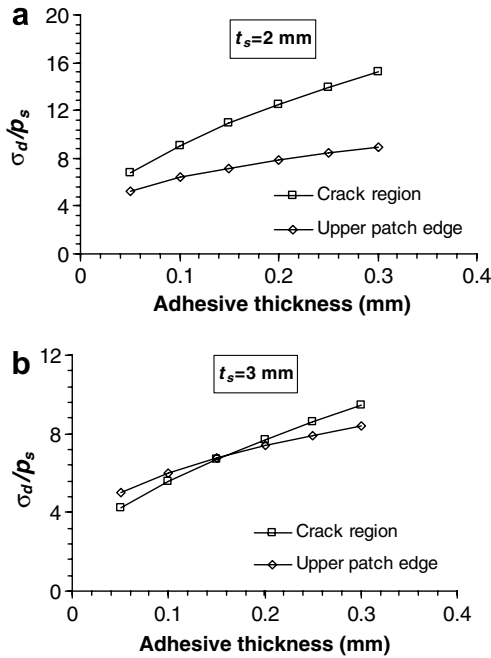 a
t_s=2 mm
20
16
12
8
4
0
σ_d/p_s
Crack region
Upper patch edge
0 0.1 0.2 0.3 0.4
Adhesive thickness (mm)
b
t_s=3 mm
12
8
4
0
σ_d/p_s
Crack region
Upper patch edge
0 0.1 0.2 0.3 0.4
Adhesive thickness (mm)